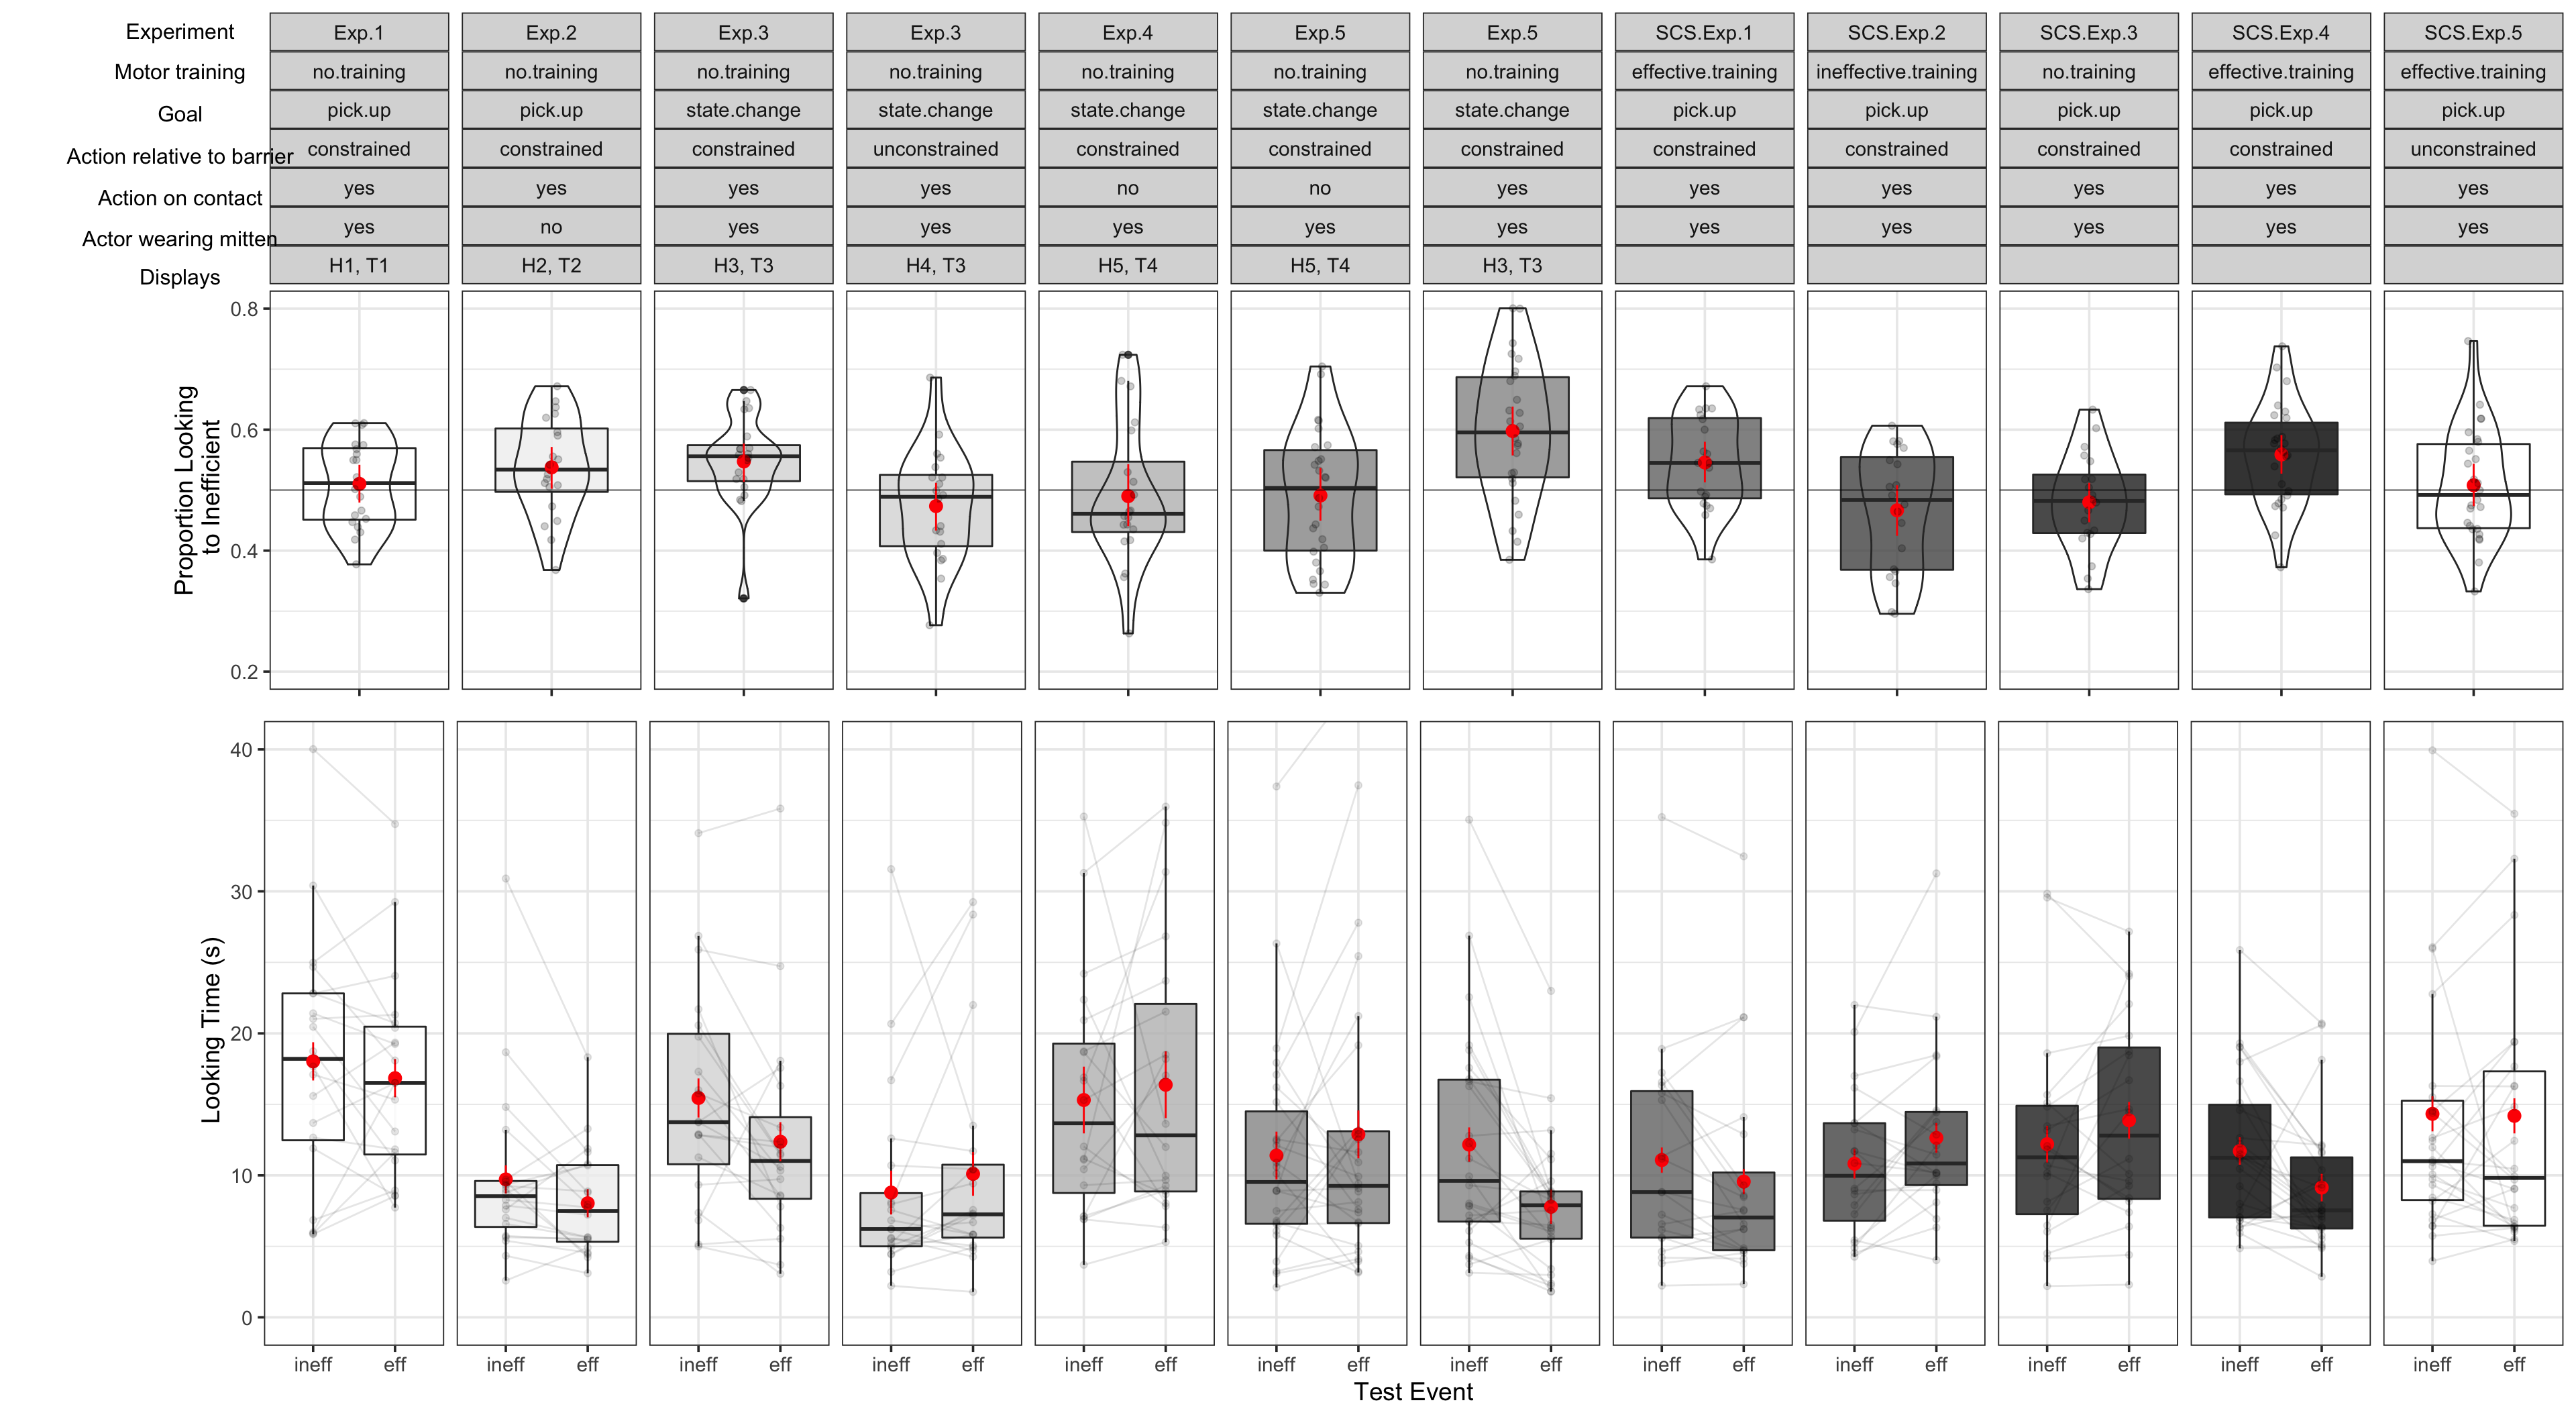 Experiment Exp.1 Exp.2 Exp.3 Exp.3 Exp.4 Exp.5 Exp.5 SCS.Exp.1 SCS.Exp.2 SCS.Exp.3 SCS.Exp.4 SCS.Exp.5
Motor training no.training no.training no.training no.training no.training no.training no.training effective.training ineffective.training no.training effective.training effective.training
Goal pick.up pick.up state.change state.change state.change state.change state.change pick.up pick.up pick.up pick.up pick.up
Action relative to barrier constrained constrained constrained unconstrained constrained constrained constrained constrained constrained constrained constrained unconstrained
Action on contact yes yes yes yes no no yes yes yes yes yes yes
Actor wearing mitten yes no yes yes yes yes yes yes yes yes yes yes
Displays H1, T1 H2, T2 H3, T3 H4, T3 H5, T4 H5, T4 H3, T3
Proportion Looking
to Inefficient
0.8
0.6
0.4
0.2
Looking Time (s)
40
30
20
10
0
ineff eff ineff eff ineff eff ineff eff ineff eff ineff eff ineff eff ineff eff ineff eff ineff eff ineff eff ineff eff
Test Event